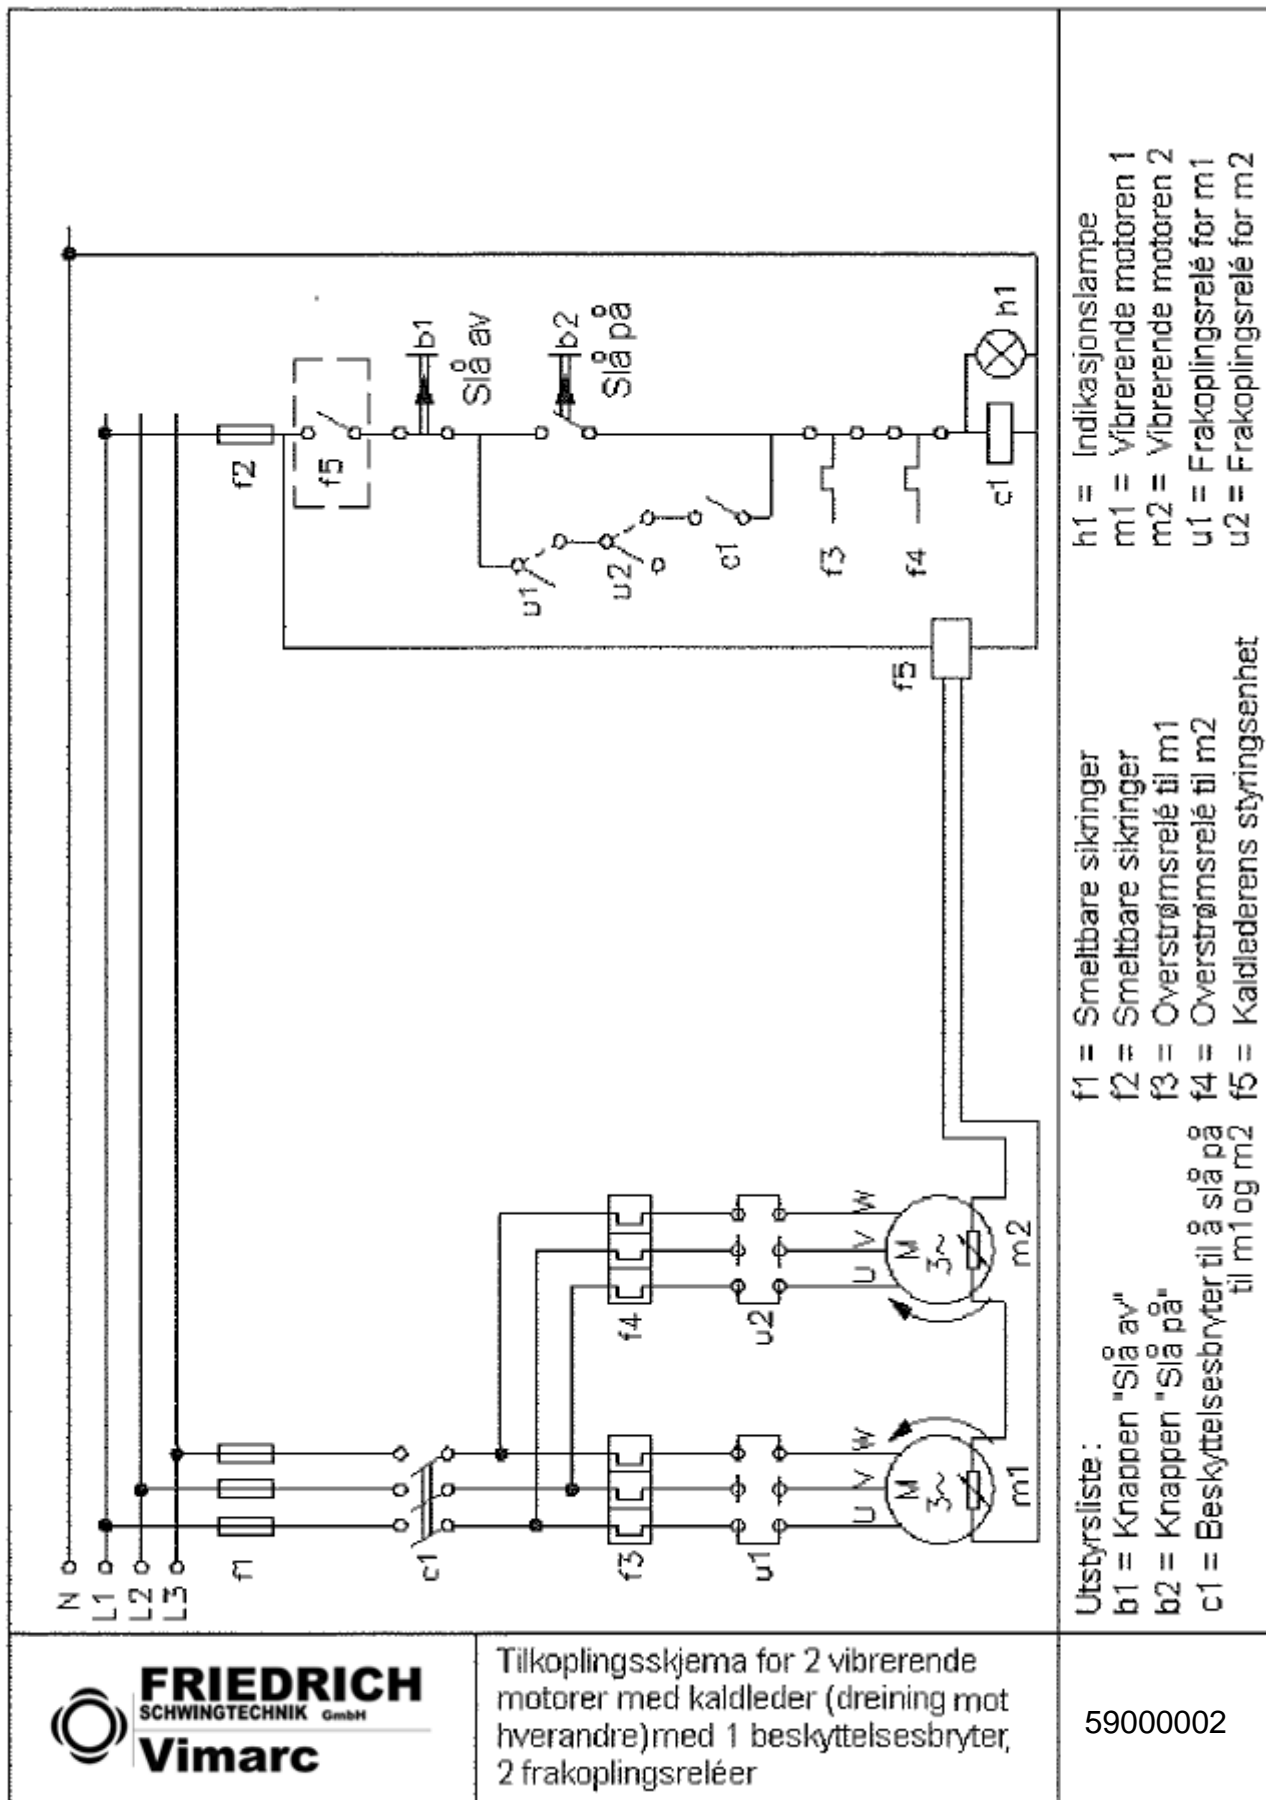 N
L1
L2
L3
f1
c1
f3
u1
U V W
M
3~
m1
f4
u2
U V W
M
3~
m2
f5
f2
f5
b1
Slå av
b2
Slå på
u1
u2
c1
f3
f4
c1
h1
Utstyrsliste:
b1 = Knappen "Slå av"
b2 = Knappen "Slå på"
c1 = Beskyttelsesbryter til å slå på
til m1 og m2
f1 = Smeltbare sikringer
f2 = Smeltbare sikringer
f3 = Overstrømsrelé til m1
f4 = Overstrømsrelé til m2
f5 = Kaldlederens styringsenhet
h1 = Indikasjonslampe
m1 = Vibrerende motoren 1
m2 = Vibrerende motoren 2
u1 = Frakoplingsrelé for m1
u2 = Frakoplingsrelé for m2
FRIEDRICH
SCHWINGTECHNIK GmbH
Vimarc
Tilkoplingsskjema for 2 vibrerende
motorer med kaldleder (dreining mot
hverandre)med 1 beskyttelsesbryter,
2 frakoplingsreléer
59000002